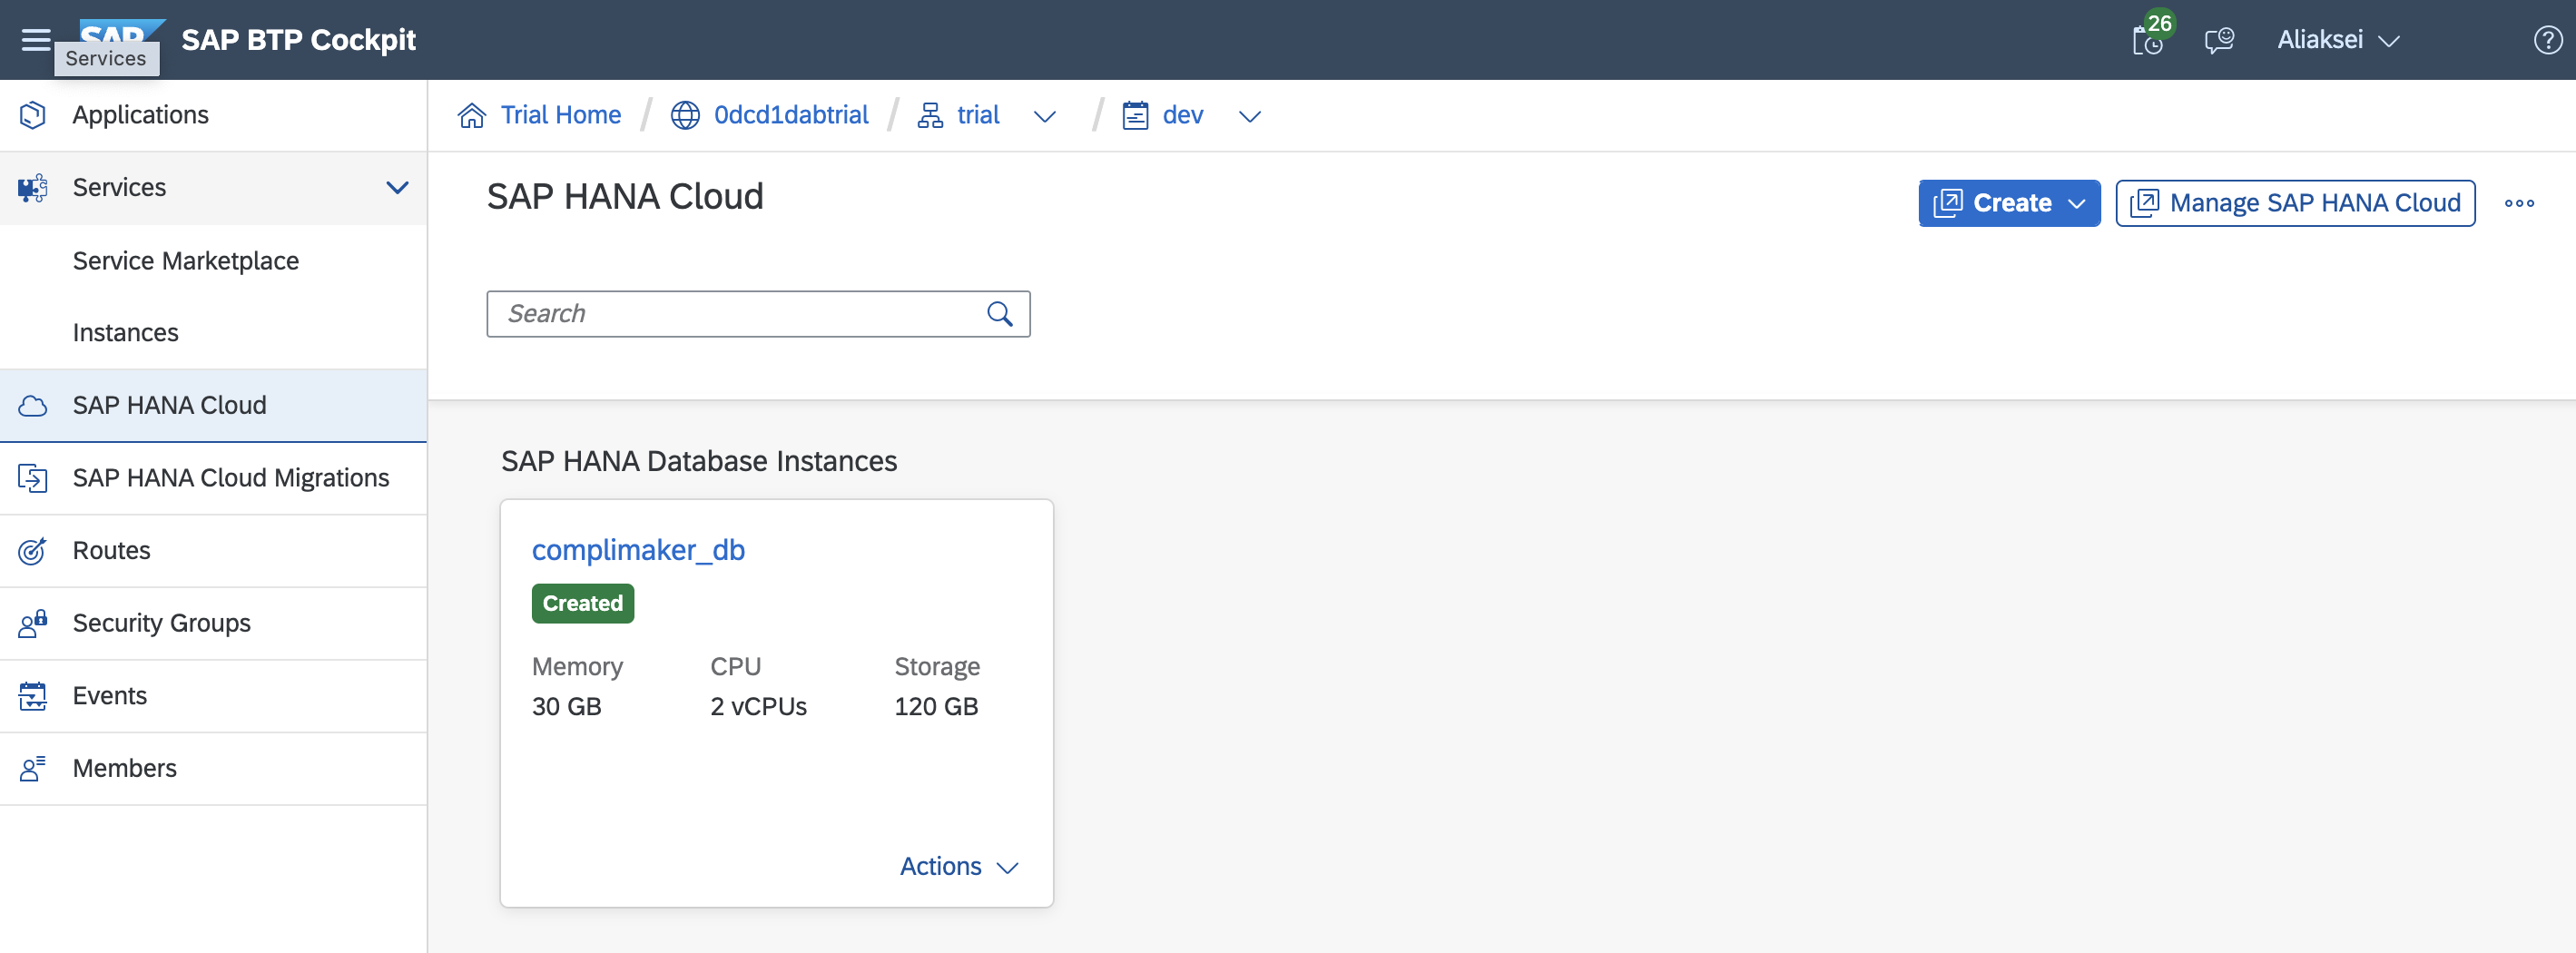 SAP SAP BTP Cockpit 26 Aliaksei
Services
Applications
Services
Service Marketplace
Instances
SAP HANA Cloud
SAP HANA Cloud Migrations
Routes
Security Groups
Events
Members
Trial Home / 0dcd1dabtrial / trial / dev
SAP HANA Cloud
Create Manage SAP HANA Cloud
Search
SAP HANA Database Instances
complimaker_db
Created
Memory CPU Storage
30 GB 2 vCPUs 120 GB
Actions